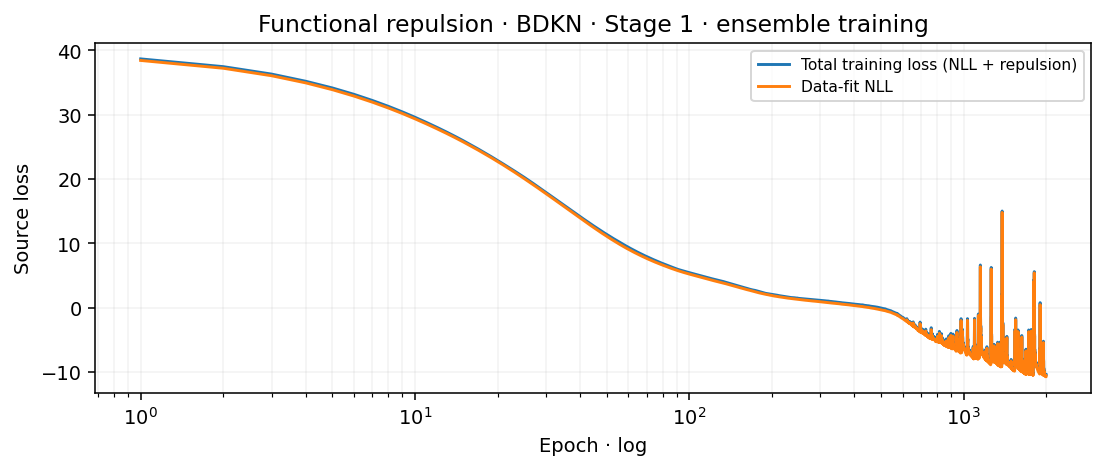 Functional repulsion · BDKN · Stage 1 · ensemble training
Total training loss (NLL + repulsion)
Data-fit NLL
Source loss
40
30
20
10
0
−10
10⁰
10¹
10²
10³
Epoch · log